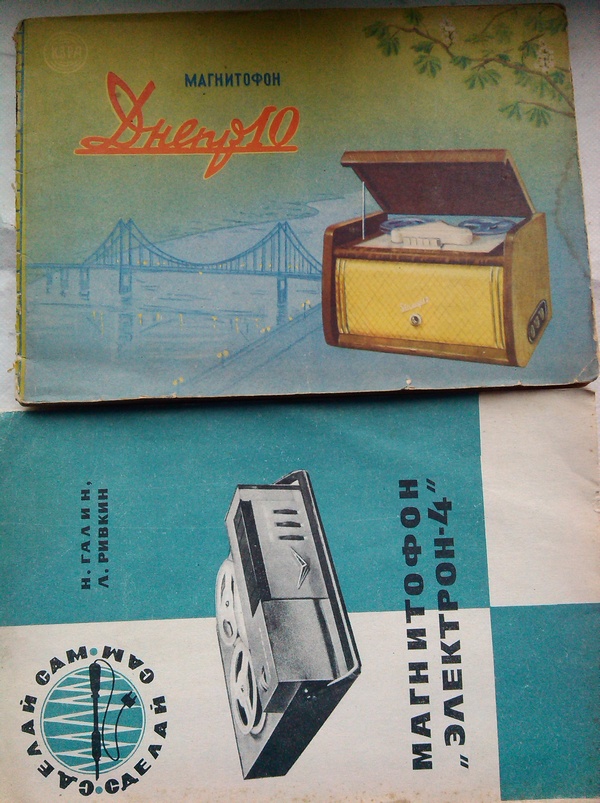 МАГНИТОФОН
Днепр 10
Н. ГАЛИН,
Л. РИВКИН
СДЕЛАЙ САМ • СДЕЛАЙ САМ •
МАГНИТОФОН
„ЭЛЕКТРОН-4”